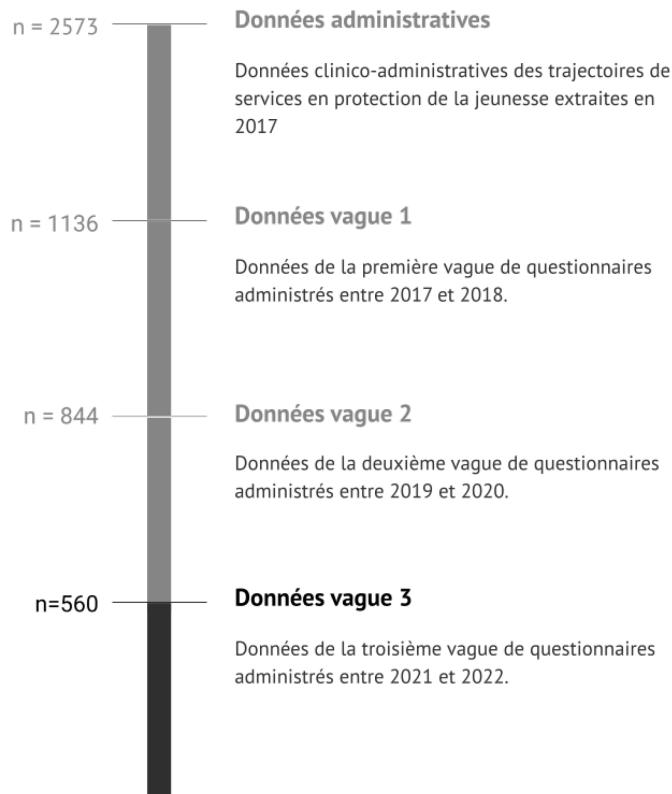 n = 2573
Données administratives
Données clinico-administratives des trajectoires de
services en protection de la jeunesse extraites en
2017
n = 1136
Données vague 1
Données de la première vague de questionnaires
administrés entre 2017 et 2018.
n = 844
Données vague 2
Données de la deuxième vague de questionnaires
administrés entre 2019 et 2020.
n=560
Données vague 3
Données de la troisième vague de questionnaires
administrés entre 2021 et 2022.